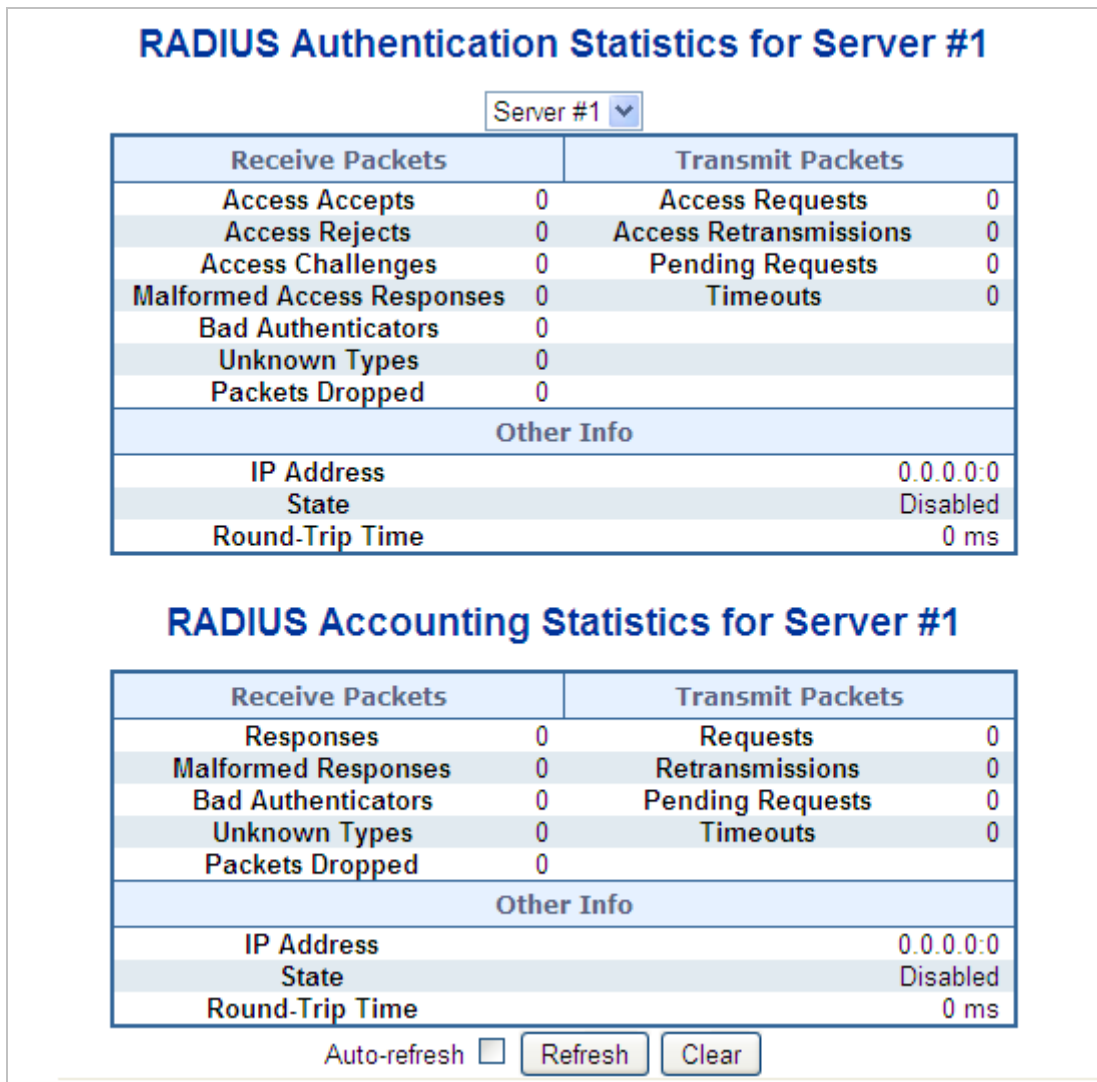 RADIUS Authentication Statistics for Server #1
Server #1
Receive Packets Transmit Packets
Access Accepts 0 Access Requests 0
Access Rejects 0 Access Retransmissions 0
Access Challenges 0 Pending Requests 0
Malformed Access Responses 0 Timeouts 0
Bad Authenticators 0
Unknown Types 0
Packets Dropped 0
Other Info
IP Address 0.0.0.0:0
State Disabled
Round-Trip Time 0 ms
RADIUS Accounting Statistics for Server #1
Receive Packets Transmit Packets
Responses 0 Requests 0
Malformed Responses 0 Retransmissions 0
Bad Authenticators 0 Pending Requests 0
Unknown Types 0 Timeouts 0
Packets Dropped 0
Other Info
IP Address 0.0.0.0:0
State Disabled
Round-Trip Time 0 ms
Auto-refresh Refresh Clear